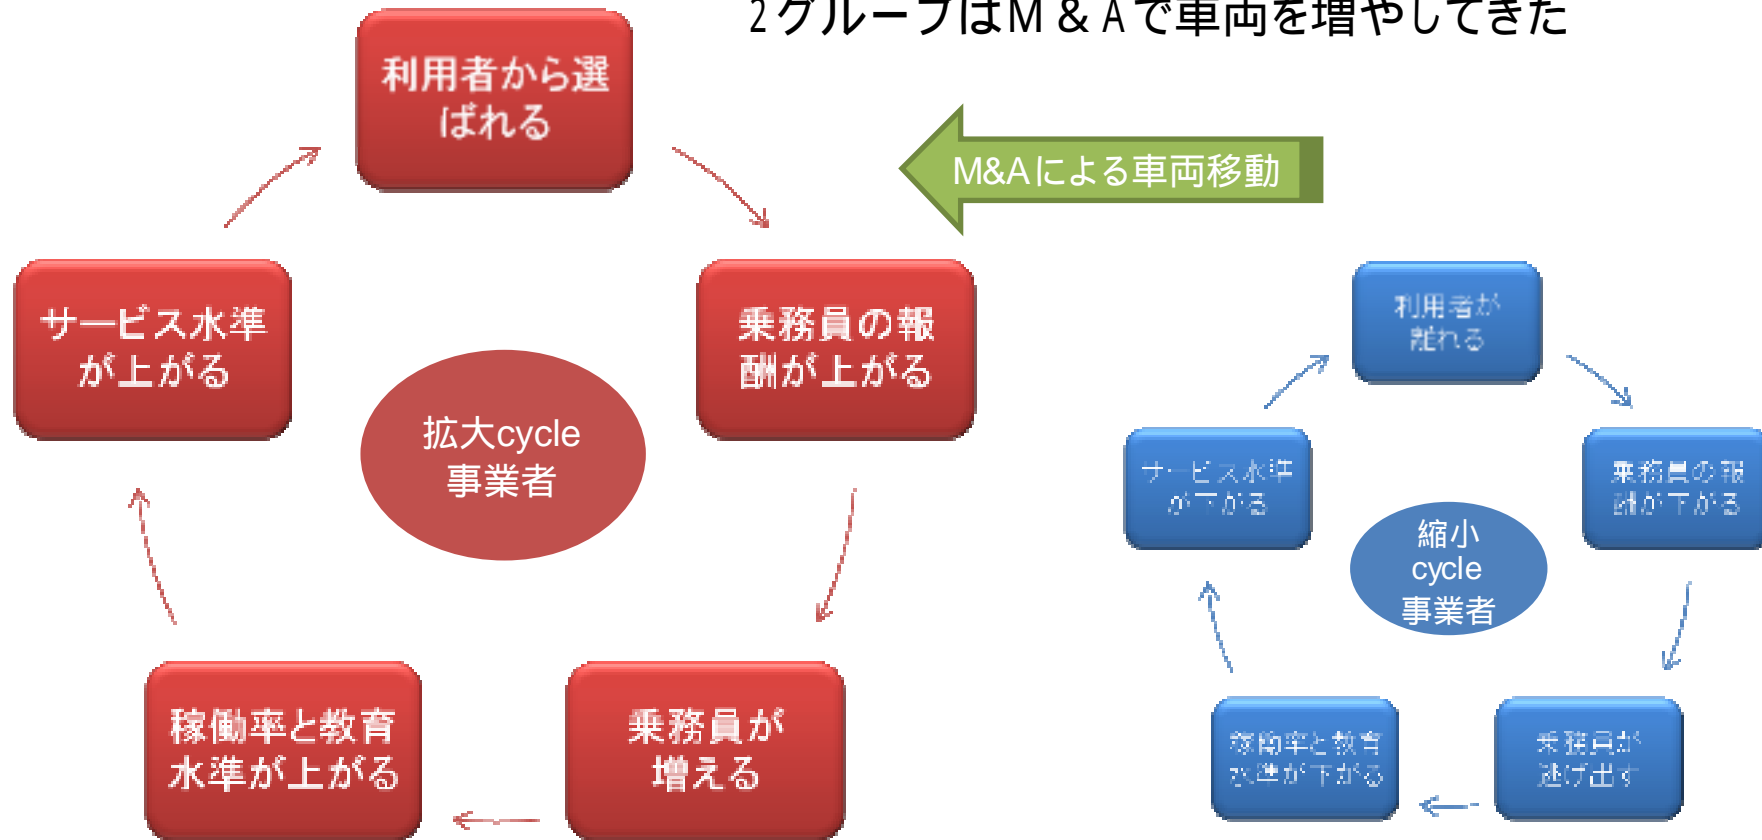 2グループはM & Aで車両を増やしてきた
利用者から選
ばれる
M&Aによる車両移動
サービス水準
が上がる
乗務員の報
酬が上がる
拡大cycle
事業者
稼働率と教育
水準が上がる
乗務員が
増える
利用者が
離れる
サービス水準
が下がる
乗務員の報
酬が下がる
縮小
cycle
事業者
稼働率と教育
水準が下がる
乗務員が
逃げ出す